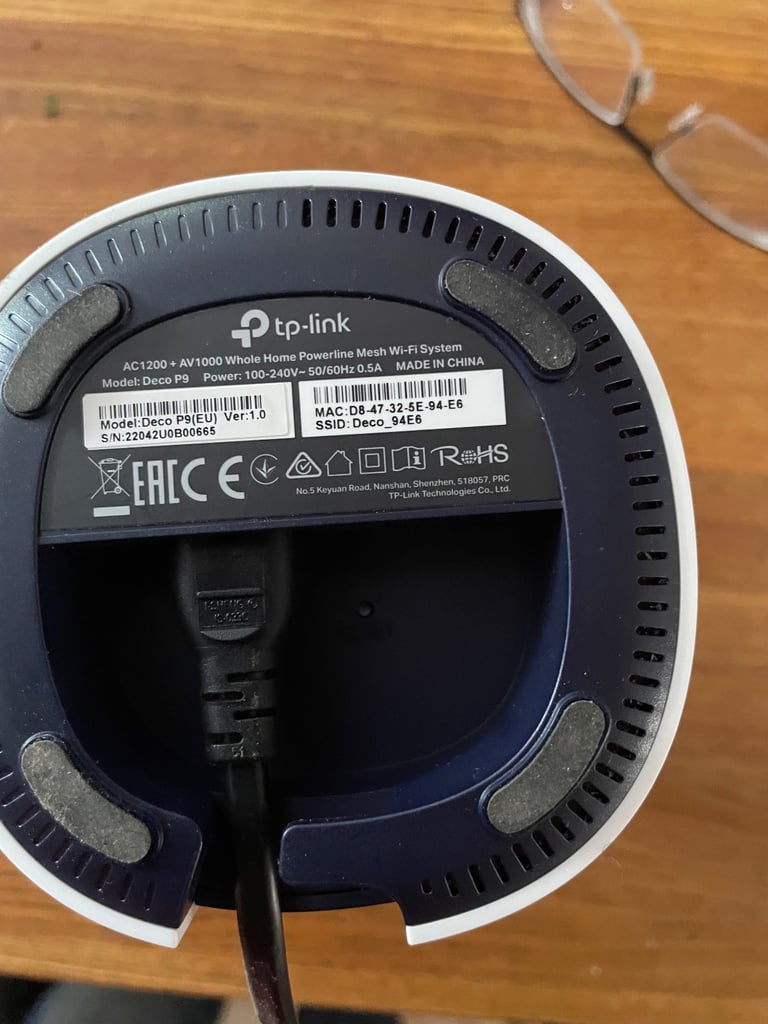 tp-link
AC1200 + AV1000 Whole Home Powerline Mesh Wi-Fi System
Model: Deco P9 Power: 100-240V~ 50/60Hz 0.5A MADE IN CHINA
Model:Deco P9(EU) Ver:1.0
S/N:22042U0B00665
MAC:D8-47-32-5E-94-E6
SSID: Deco_94E6
EAC CE RoHS
No.5 Keyuan Road, Nanshan, Shenzhen, 518057, PRC
TP-Link Technologies Co., Ltd.